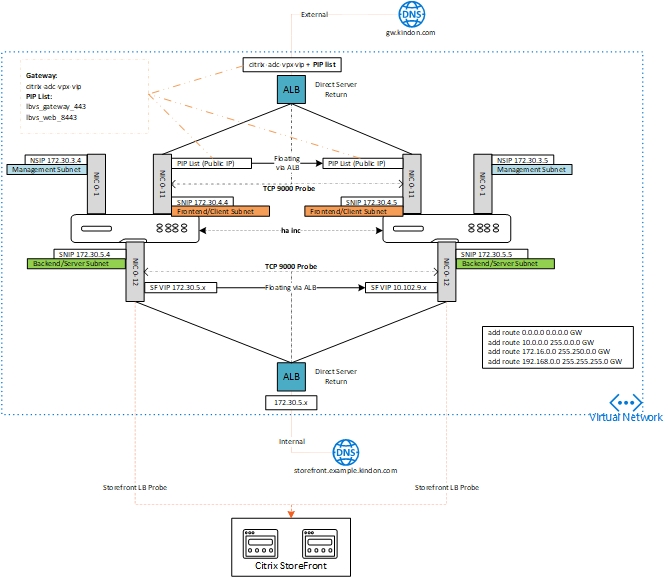 External
DNS
gw.kindon.com
citrix-adc-vpx-vip + PIP list
Gateway:
citrix-adc-vpx-vip
PIP List:
lbvs_gateway_443
lbvs_web_8443
ALB
Direct Server
Return
NSIP 172.30.3.4
Management Subnet
NIC 0-1
NIC 0-11
PIP List (Public IP)
Floating
via ALB
PIP List (Public IP)
NIC 0-11
NIC 0-1
NSIP 172.30.3.5
Management Subnet
TCP 9000 Probe
SNIP 172.30.4.4
Frontend/Client Subnet
SNIP 172.30.4.5
Frontend/Client Subnet
ha inc
SNIP 172.30.5.4
Backend/Server Subnet
NIC 0-12
TCP 9000 Probe
NIC 0-12
SNIP 172.30.5.5
Backend/Server Subnet
SF VIP 172.30.5.x
Floating via ALB
SF VIP 10.102.9.x
add route 0.0.0.0 0.0.0.0 GW
add route 10.0.0.0 255.0.0.0 GW
add route 172.16.0.0 255.250.0.0 GW
add route 192.168.0.0 255.255.255.0 GW
ALB
Direct Server
Return
172.30.5.x
Virtual Network
Internal
DNS
storefront.example.kindon.com
Storefront LB Probe
Storefront LB Probe
Citrix StoreFront